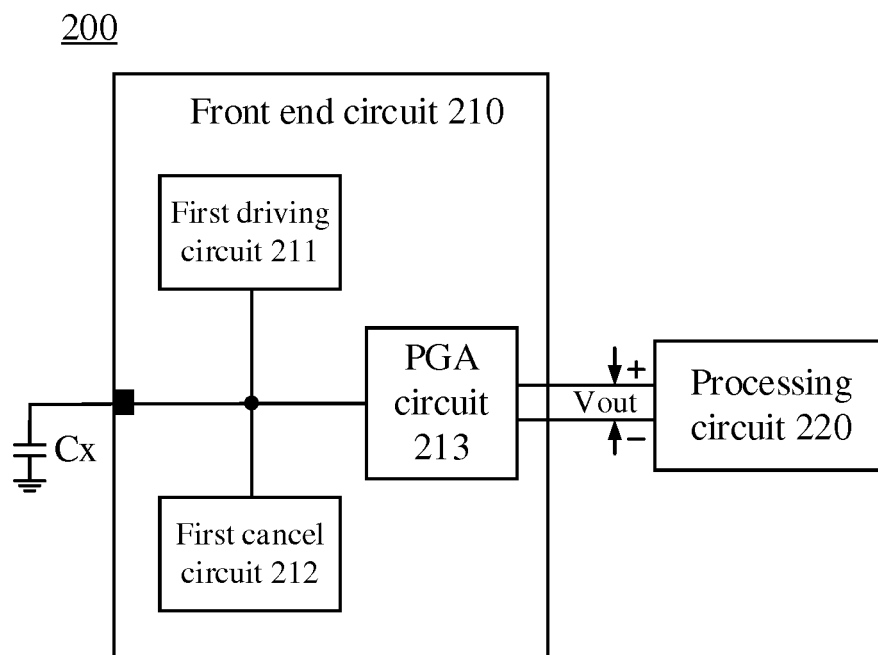 200
Front end circuit 210
First driving
circuit 211
PGA
circuit
213
+
Vout
−
Processing
circuit 220
Cx
First cancel
circuit 212